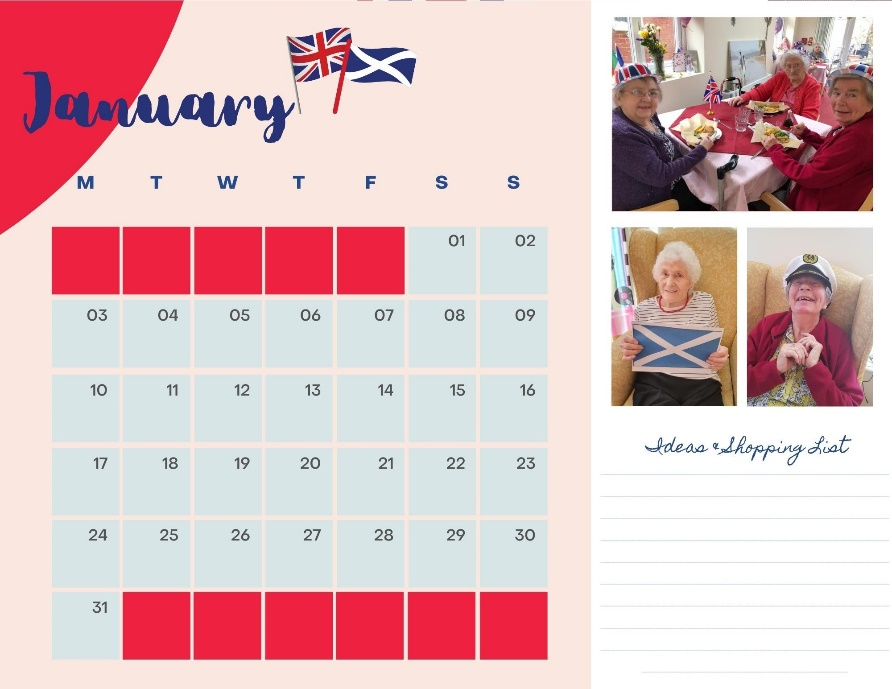 January
M T W T F S S
01 02
03 04 05 06 07 08 09
10 11 12 13 14 15 16
17 18 19 20 21 22 23
24 25 26 27 28 29 30
31
Ideas & Shopping List